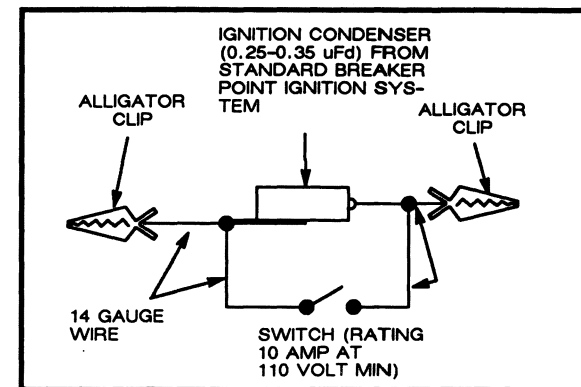 IGNITION CONDENSER
(0.25-0.35 uFd) FROM
STANDARD BREAKER
POINT IGNITION SYS-
TEM
ALLIGATOR
CLIP
ALLIGATOR
CLIP
14 GAUGE
WIRE
SWITCH (RATING
10 AMP AT
110 VOLT MIN)